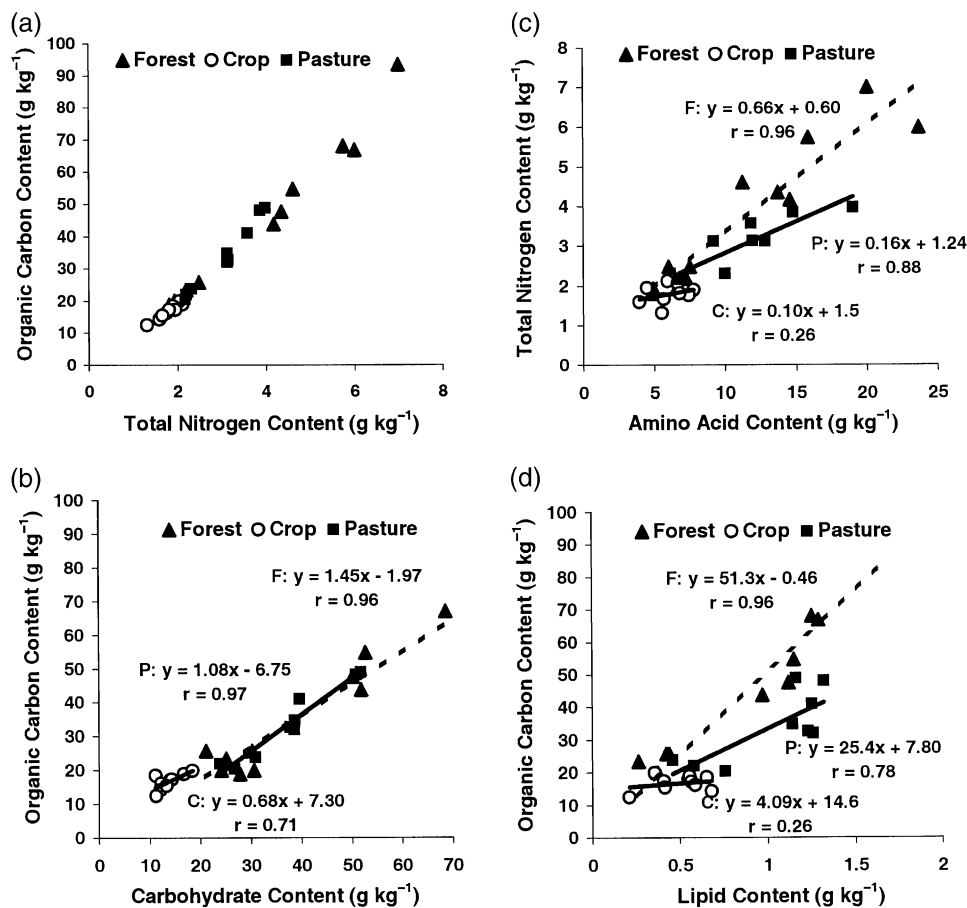 (a)
100
90
80
70
60
50
40
30
20
10
0
▲Forest ○Crop ■Pasture
Organic Carbon Content (g kg⁻¹)
0 2 4 6 8
Total Nitrogen Content (g kg⁻¹)
(c)
8
7
6
5
4
3
2
1
0
▲Forest ○Crop ■Pasture
F: y = 0.66x + 0.60
r = 0.96
P: y = 0.16x + 1.24
r = 0.88
C: y = 0.10x + 1.5
r = 0.26
Total Nitrogen Content (g kg⁻¹)
0 5 10 15 20 25
Amino Acid Content (g kg⁻¹)
(b)
100
90
80
70
60
50
40
30
20
10
0
▲Forest ○Crop ■Pasture
F: y = 1.45x - 1.97
r = 0.96
P: y = 1.08x - 6.75
r = 0.97
C: y = 0.68x + 7.30
r = 0.71
Organic Carbon Content (g kg⁻¹)
0 10 20 30 40 50 60 70
Carbohydrate Content (g kg⁻¹)
(d)
100
90
80
70
60
50
40
30
20
10
0
▲Forest ○Crop ■Pasture
F: y = 51.3x - 0.46
r = 0.96
P: y = 25.4x + 7.80
r = 0.78
C: y = 4.09x + 14.6
r = 0.26
Organic Carbon Content (g kg⁻¹)
0 0.5 1 1.5 2
Lipid Content (g kg⁻¹)